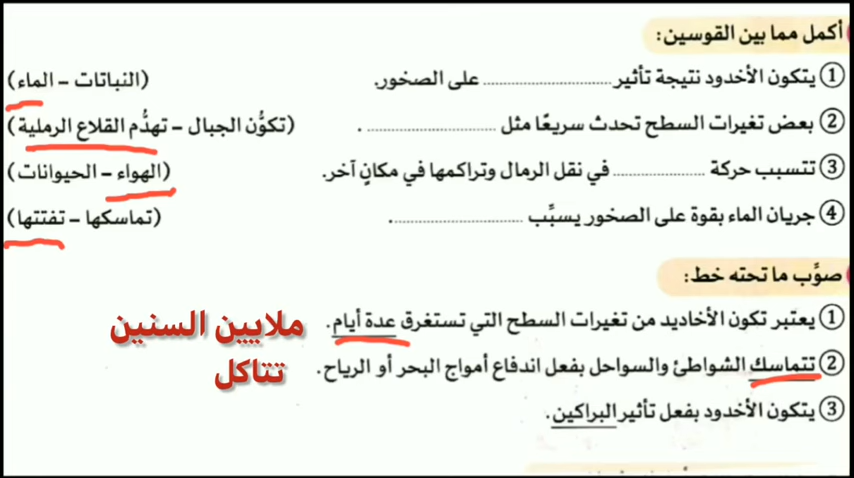 أكمل مما بين القوسين:
① يتكون الأخدود نتيجة تأثير .................... على الصخور. (النباتات – الماء)
② بعض تغيرات السطح تحدث سريعًا مثل .................... . (تكوُّن الجبال – تهدُّم القلاع الرملية)
③ تتسبب حركة .................... في نقل الرمال وتراكمها في مكانٍ آخر. (الهواء – الحيوانات)
④ جريان الماء بقوة على الصخور يسبِّب .................... . (تماسكها – تفتتها)
صوِّب ما تحته خط:
① يعتبر تكون الأخاديد من تغيرات السطح التي تستغرق عدة أيام. ملايين السنين
② تتماسك الشواطئ والسواحل بفعل اندفاع أمواج البحر أو الرياح. تتاكل
③ يتكون الأخدود بفعل تأثير البراكين.